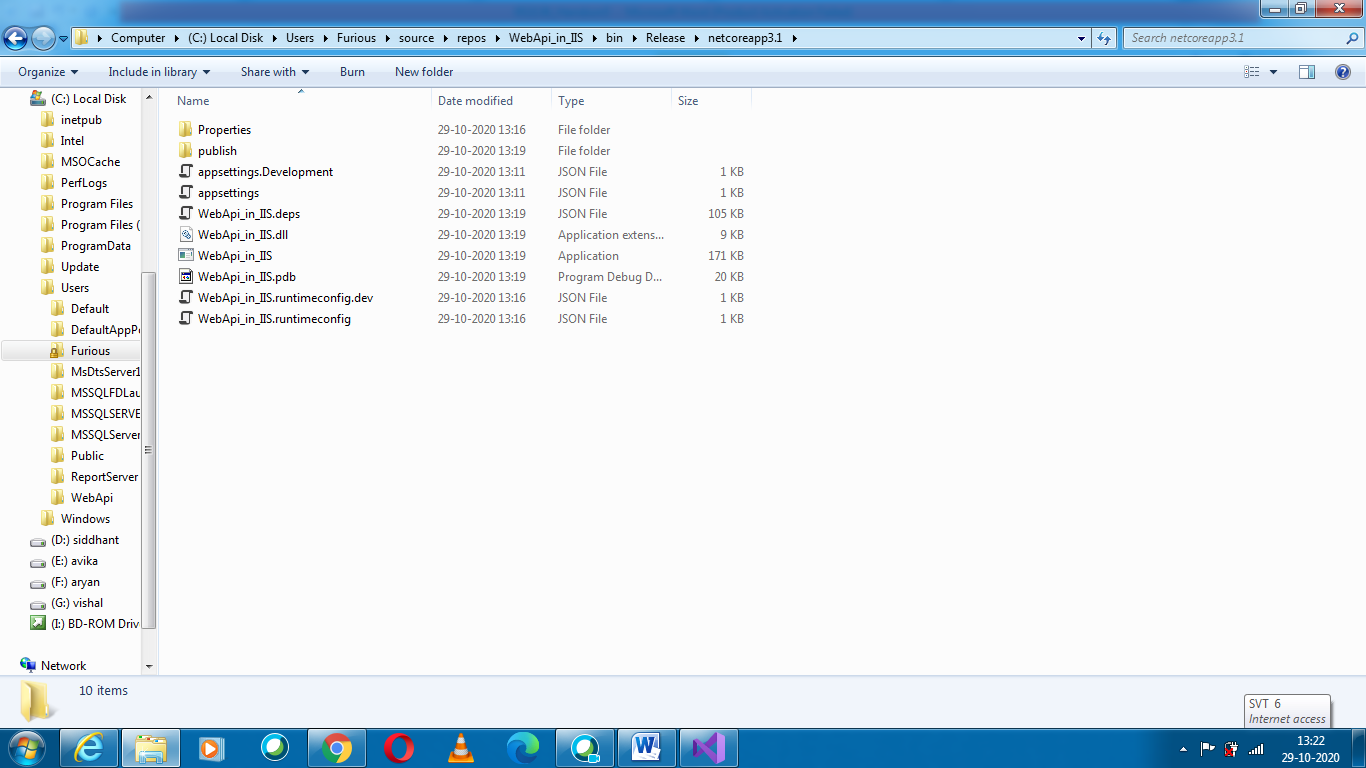 Computer (C:) Local Disk Users Furious source repos WebApi_in_IIS bin Release netcoreapp3.1
Search netcoreapp3.1
Organize Include in library Share with Burn New folder
(C:) Local Disk
inetpub
Intel
MSOCache
PerfLogs
Program Files
Program Files (
ProgramData
Update
Users
Default
DefaultAppPo
Furious
MsDtsServer1
MSSQLFDLau
MSSQLSERVE
MSSQLServer
Public
ReportServer
WebApi
Windows
(D:) siddhant
(E:) avika
(F:) aryan
(G:) vishal
(I:) BD-ROM Driv
Network
Name Date modified Type Size
Properties 29-10-2020 13:16 File folder
publish 29-10-2020 13:19 File folder
appsettings.Development 29-10-2020 13:11 JSON File 1 KB
appsettings 29-10-2020 13:11 JSON File 1 KB
WebApi_in_IIS.deps 29-10-2020 13:19 JSON File 105 KB
WebApi_in_IIS.dll 29-10-2020 13:19 Application extens... 9 KB
WebApi_in_IIS 29-10-2020 13:19 Application 171 KB
WebApi_in_IIS.pdb 29-10-2020 13:19 Program Debug D... 20 KB
WebApi_in_IIS.runtimeconfig.dev 29-10-2020 13:16 JSON File 1 KB
WebApi_in_IIS.runtimeconfig 29-10-2020 13:16 JSON File 1 KB
10 items
SVT 6
Internet access
13:22
29-10-2020